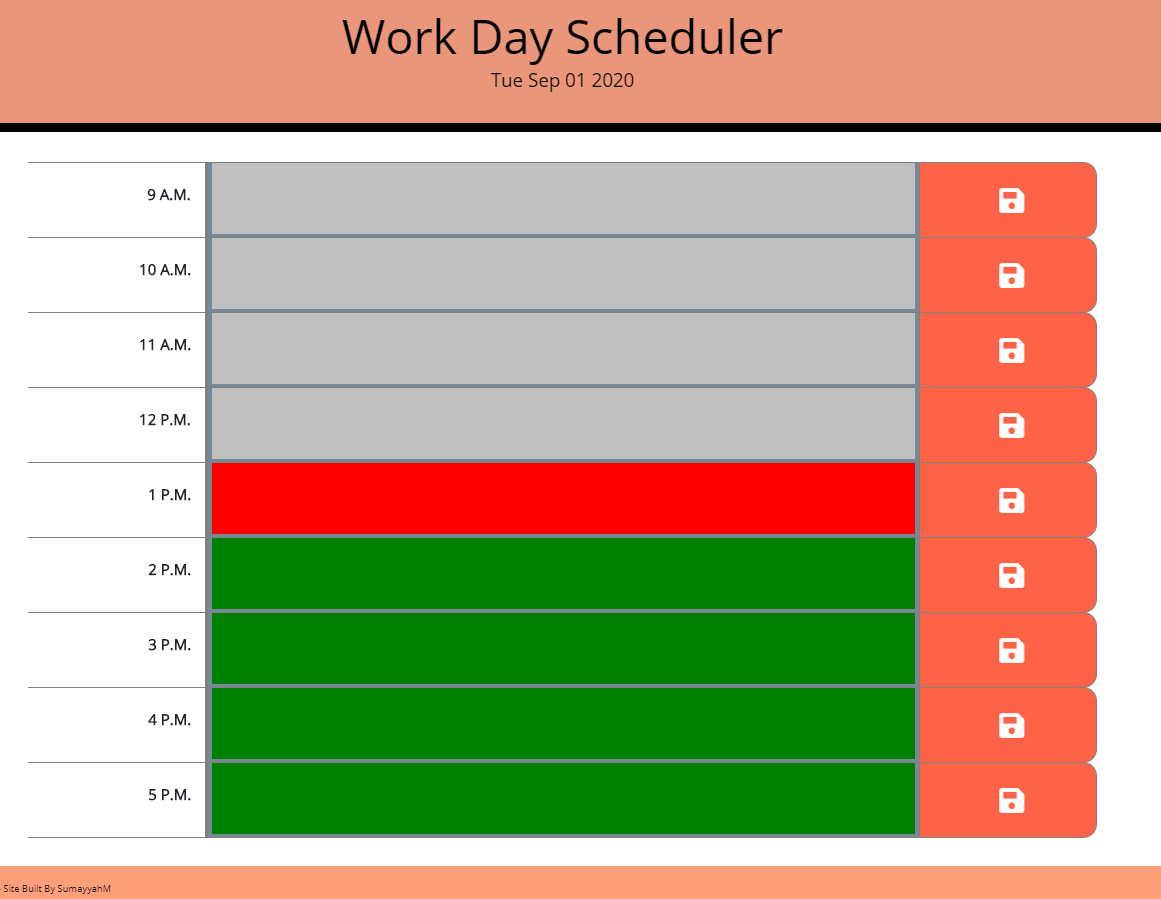 Work Day Scheduler
Tue Sep 01 2020
9 A.M.
10 A.M.
11 A.M.
12 P.M.
1 P.M.
2 P.M.
3 P.M.
4 P.M.
5 P.M.
Site Built By SumayyahM